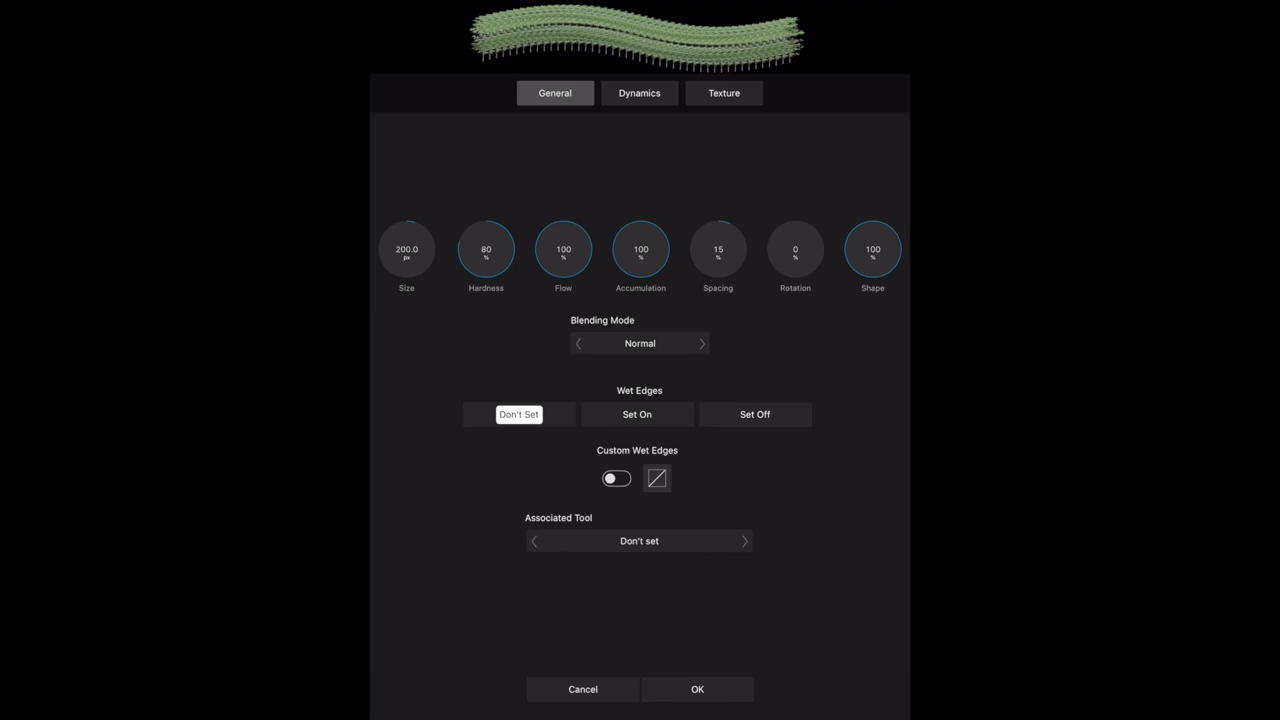 General Dynamics Texture
200.0 80 100 100 15 0 100
px % % % % % %
Size Hardness Flow Accumulation Spacing Rotation Shape
Blending Mode
Normal
Wet Edges
Don't Set Set On Set Off
Custom Wet Edges
Associated Tool
Don't set
Cancel OK